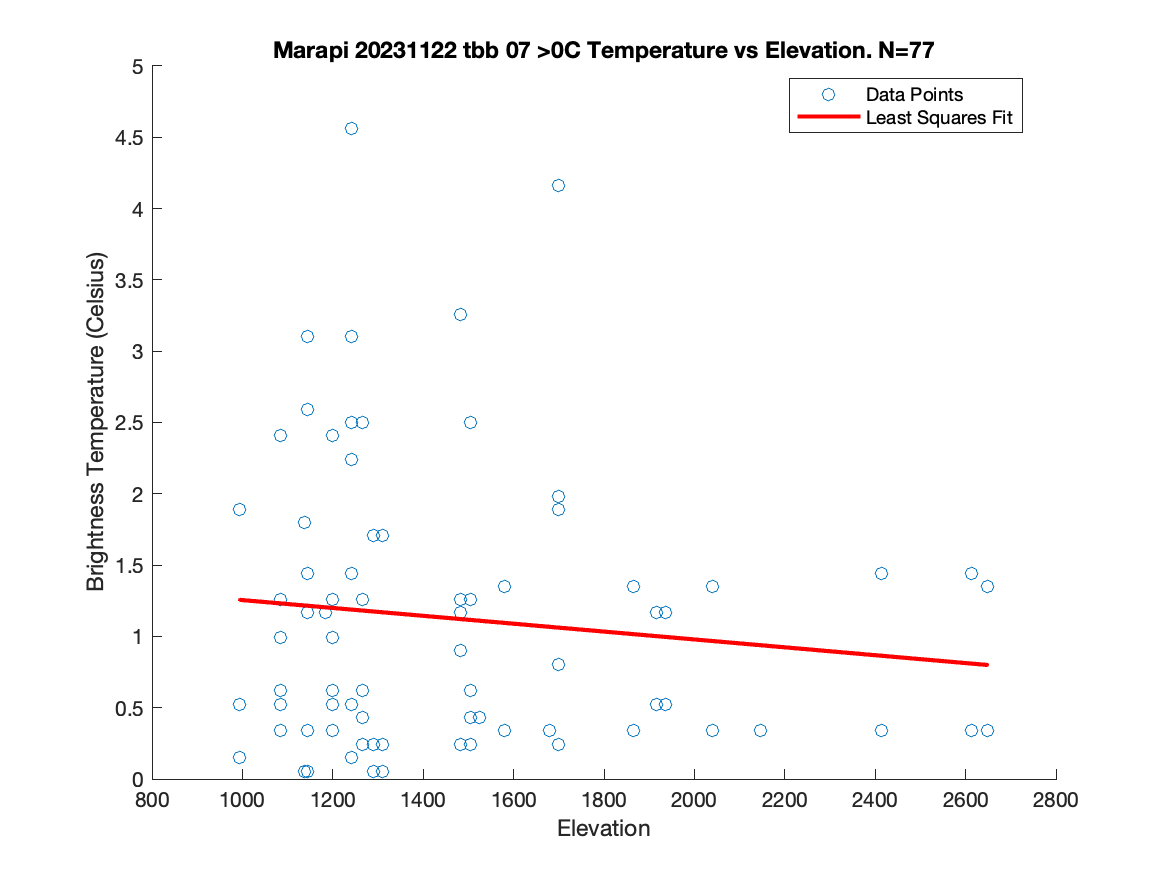 Marapi 20231122 tbb 07 >0C Temperature vs Elevation. N=77
Data Points
Least Squares Fit
Brightness Temperature (Celsius)
5
4.5
4
3.5
3
2.5
2
1.5
1
0.5
0
800 1000 1200 1400 1600 1800 2000 2200 2400 2600 2800
Elevation